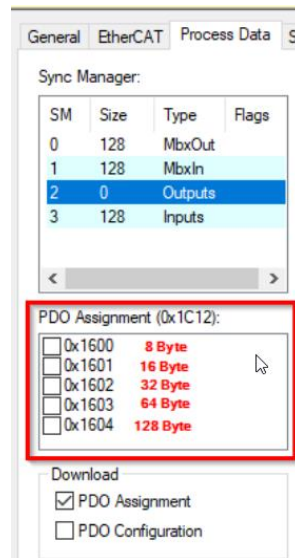 General EtherCAT Process Data S
Sync Manager:
SM Size Type Flags
0 128 MbxOut
1 128 MbxIn
2 0 Outputs
3 128 Inputs
PDO Assignment (0x1C12):
0x1600 8 Byte
0x1601 16 Byte
0x1602 32 Byte
0x1603 64 Byte
0x1604 128 Byte
Download
PDO Assignment
PDO Configuration